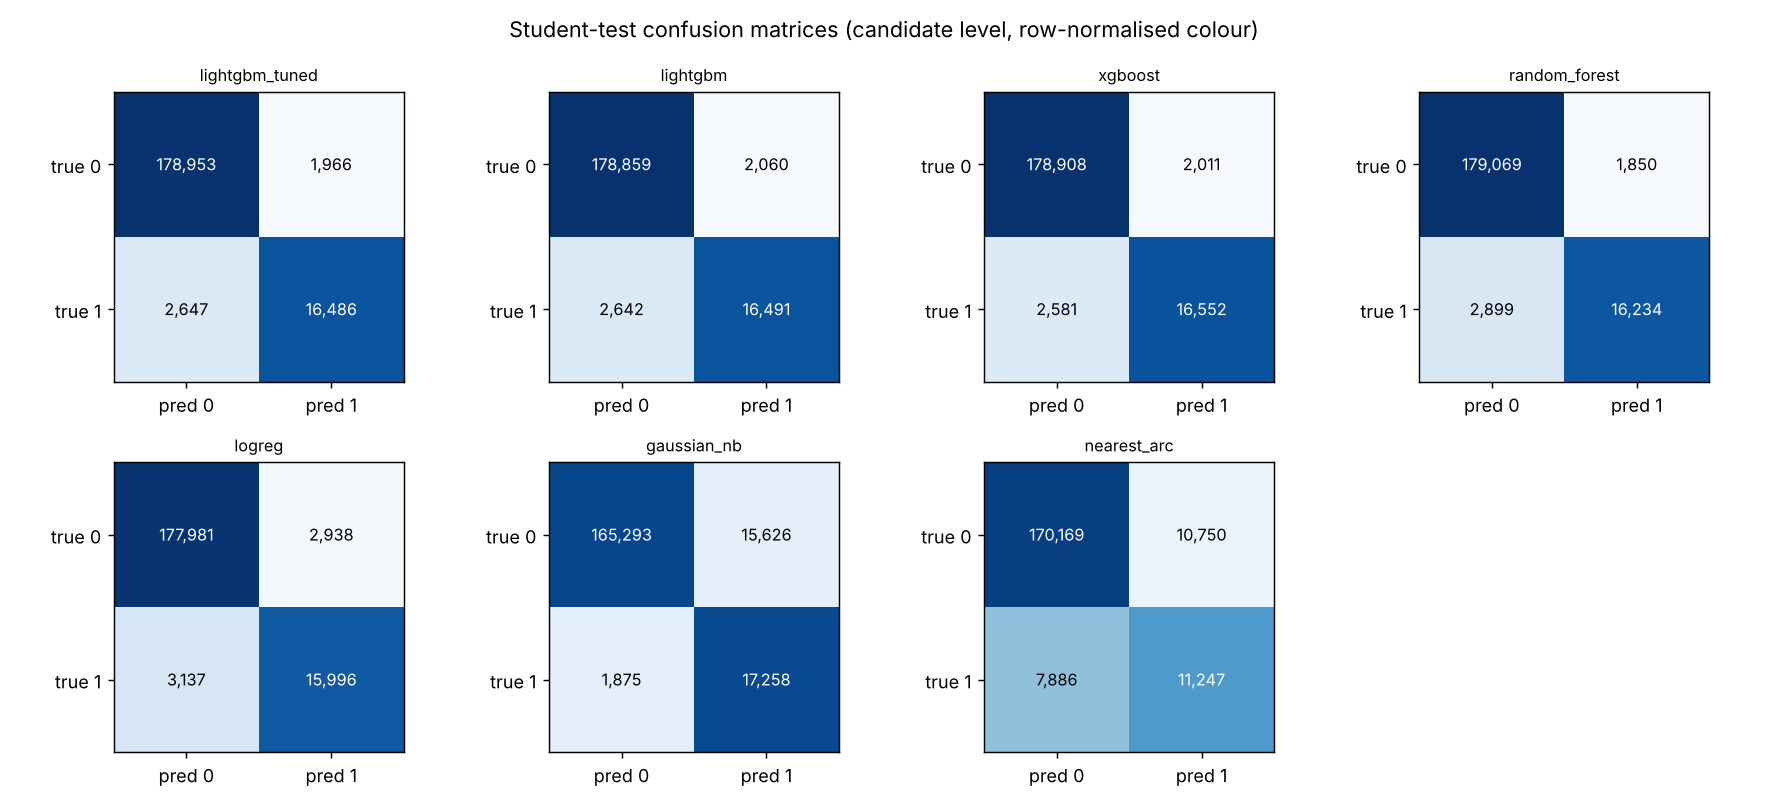 Student-test confusion matrices (candidate level, row-normalised colour)
lightgbm_tuned lightgbm xgboost random_forest
true 0 178,953 1,966 true 0 178,859 2,060 true 0 178,908 2,011 true 0 179,069 1,850
true 1 2,647 16,486 true 1 2,642 16,491 true 1 2,581 16,552 true 1 2,899 16,234
pred 0 pred 1 pred 0 pred 1 pred 0 pred 1 pred 0 pred 1
logreg gaussian_nb nearest_arc
true 0 177,981 2,938 true 0 165,293 15,626 true 0 170,169 10,750
true 1 3,137 15,996 true 1 1,875 17,258 true 1 7,886 11,247
pred 0 pred 1 pred 0 pred 1 pred 0 pred 1